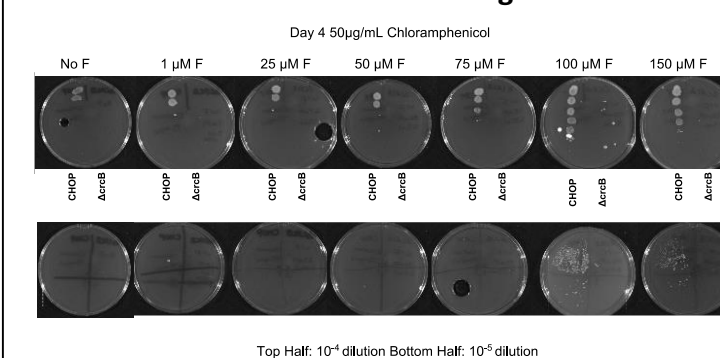 Day 4 50µg/mL Chloramphenicol
No F 1 µM F 25 µM F 50 µM F 75 µM F 100 µM F 150 µM F
CHOP ΔcrcB CHOP ΔcrcB CHOP ΔcrcB CHOP ΔcrcB CHOP ΔcrcB CHOP ΔcrcB CHOP ΔcrcB
Top Half: 10⁻⁴ dilution Bottom Half: 10⁻⁵ dilution